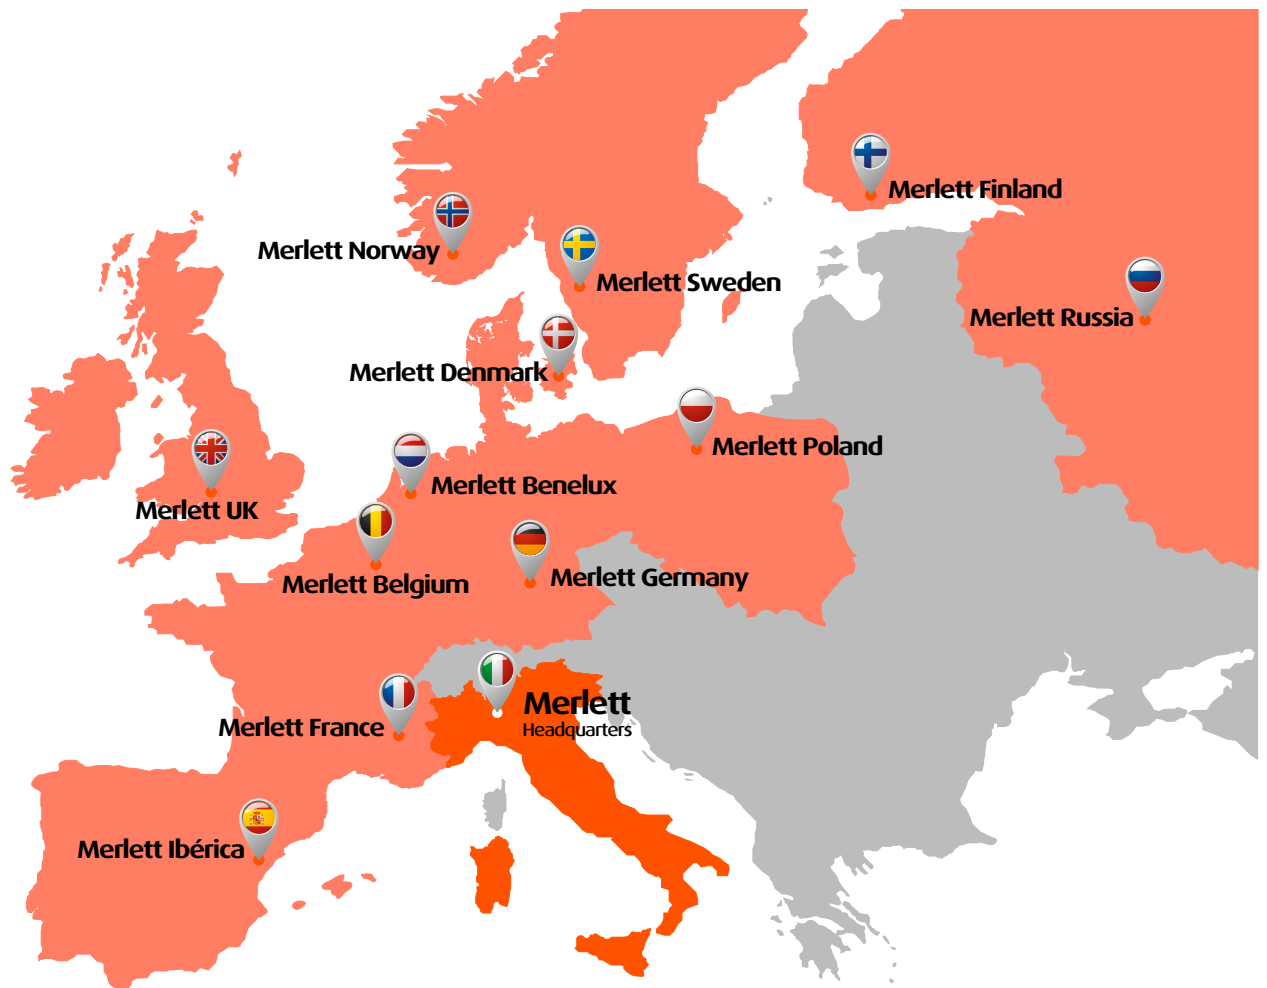 Merlett Finland
Merlett Norway
Merlett Sweden
Merlett Russia
Merlett Denmark
Merlett Poland
Merlett Benelux
Merlett UK
Merlett Belgium
Merlett Germany
Merlett
Headquarters
Merlett France
Merlett Ibérica